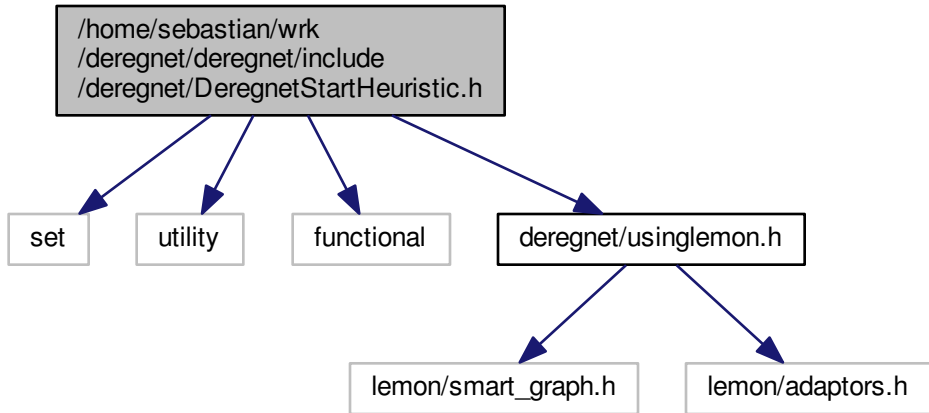 /home/sebastian/wrk
/deregnet/deregnet/include
/deregnet/DeregnetStartHeuristic.h
set
utility
functional
deregnet/usinglemon.h
lemon/smart_graph.h
lemon/adaptors.h